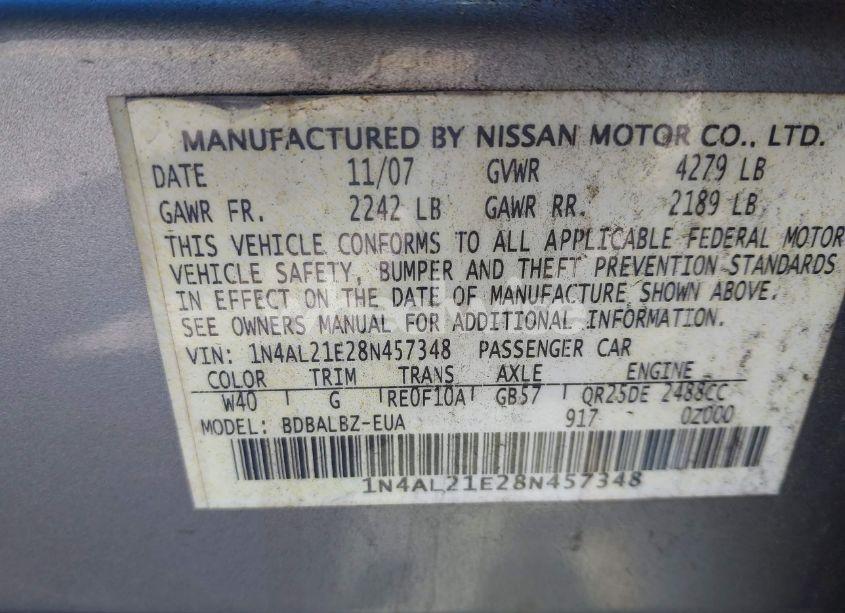 MANUFACTURED BY NISSAN MOTOR CO., LTD.
DATE 11/07 GVWR 4279 LB
GAWR FR. 2242 LB GAWR RR. 2189 LB
THIS VEHICLE CONFORMS TO ALL APPLICABLE FEDERAL MOTOR
VEHICLE SAFETY, BUMPER AND THEFT PREVENTION STANDARDS
IN EFFECT ON THE DATE OF MANUFACTURE SHOWN ABOVE.
SEE OWNERS MANUAL FOR ADDITIONAL INFORMATION.
VIN: 1N4AL21E28N457348 PASSENGER CAR
COLOR TRIM TRANS AXLE ENGINE
W40 G RE0F10A GB57 QR25DE 2488CC
MODEL: BDBALBZ-EUA 917 0Z000
1N4AL21E28N457348